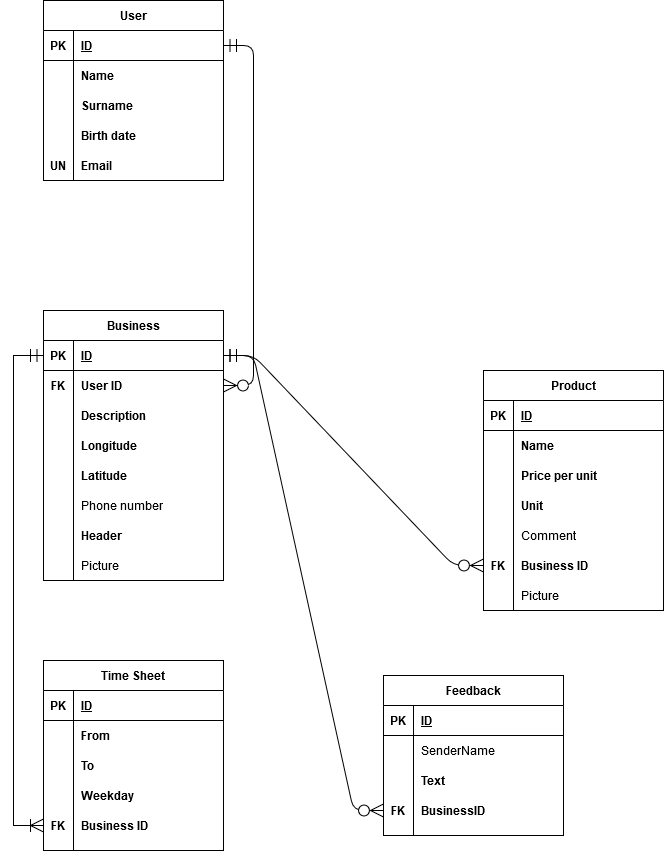 User
PK ID
Name
Surname
Birth date
UN Email
Business
PK ID
FK User ID
Description
Longitude
Latitude
Phone number
Header
Picture
Product
PK ID
Name
Price per unit
Unit
Comment
FK Business ID
Picture
Time Sheet
PK ID
From
To
Weekday
FK Business ID
Feedback
PK ID
SenderName
Text
FK BusinessID